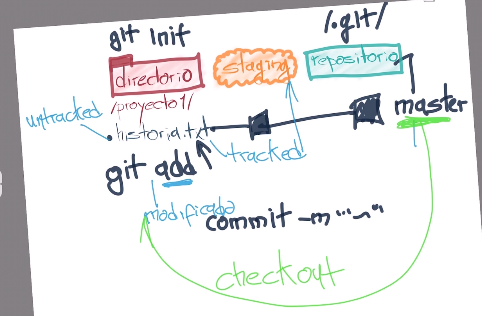 git init
/.git/
directorio
staging
repositorio
/proyecto1/
untracked
historia.txt
master
tracked
git add
modificado
commit -m "~"
checkout